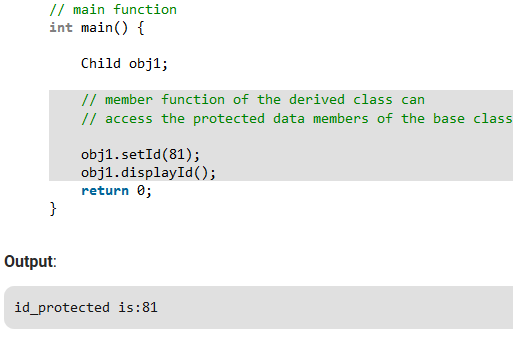 // main function
int main() {
Child obj1;
// member function of the derived class can
// access the protected data members of the base class
obj1.setId(81);
obj1.displayId();
return 0;
}
Output:
id_protected is:81